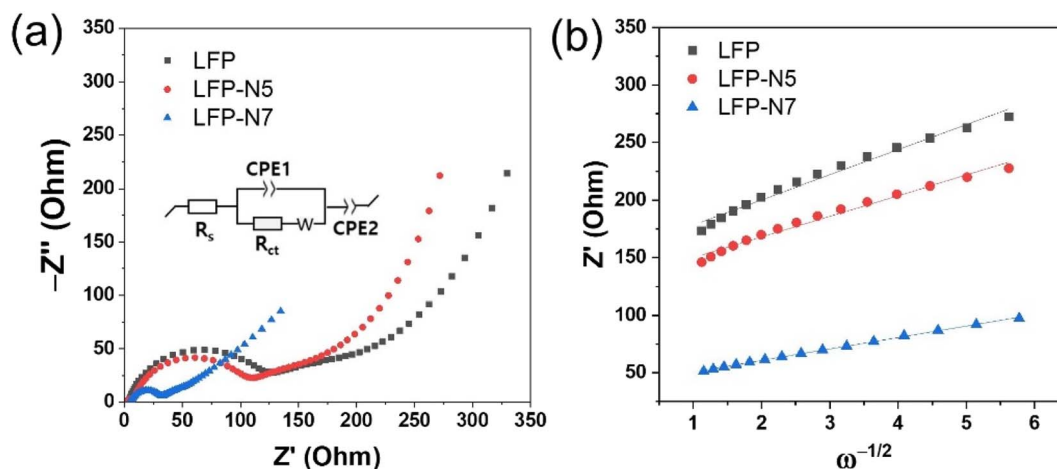 (a)
350
300
250
200
150
100
50
0
–Z″ (Ohm)
LFP
LFP-N5
LFP-N7
CPE1
Rs
Rct
W
CPE2
0 50 100 150 200 250 300 350
Z' (Ohm)
(b)
350
300
250
200
150
100
50
Z' (Ohm)
LFP
LFP-N5
LFP-N7
1 2 3 4 5 6
ω–1/2